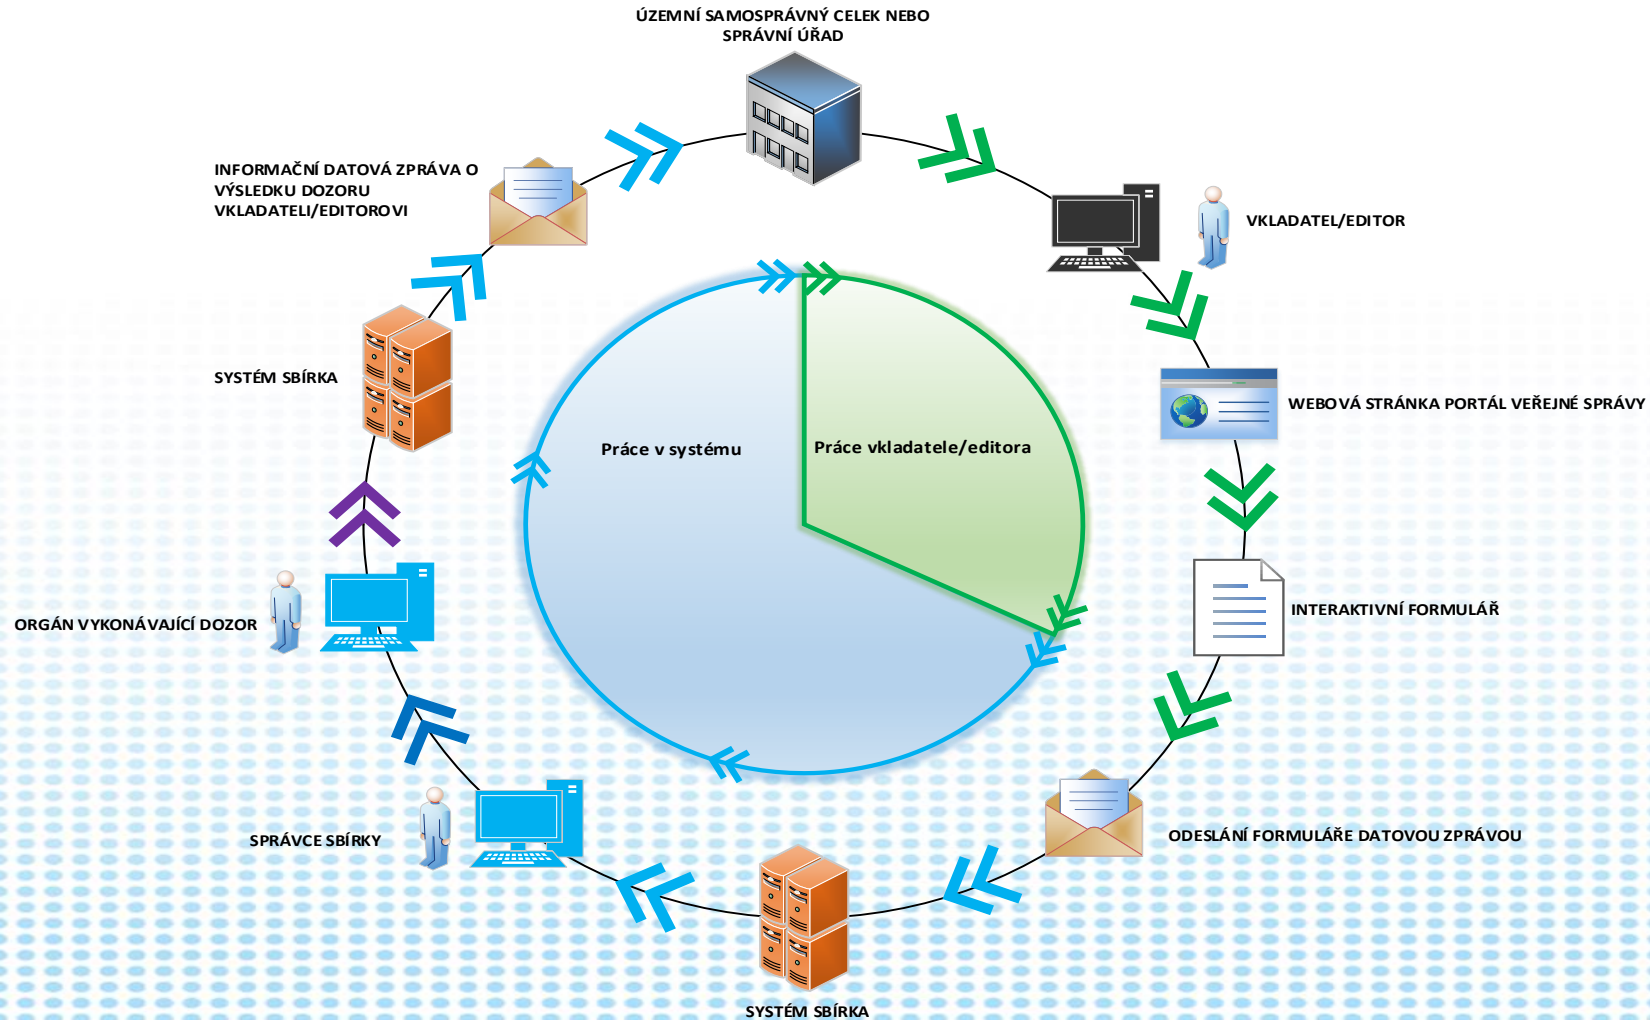 ÚZEMNÍ SAMOSPRÁVNÝ CELEK NEBO
SPRÁVNÍ ÚŘAD
INFORMAČNÍ DATOVÁ ZPRÁVA O
VÝSLEDKU DOZORU
VKLADATELI/EDITOROVI
VKLADATEL/EDITOR
SYSTÉM SBÍRKA
WEBOVÁ STRÁNKA PORTÁL VEŘEJNÉ SPRÁVY
Práce v systému
Práce vkladatele/editora
ORGÁN VYKONÁVAJÍCÍ DOZOR
INTERAKTIVNÍ FORMULÁŘ
SPRÁVCE SBÍRKY
ODESLÁNÍ FORMULÁŘE DATOVOU ZPRÁVOU
SYSTÉM SBÍRKA